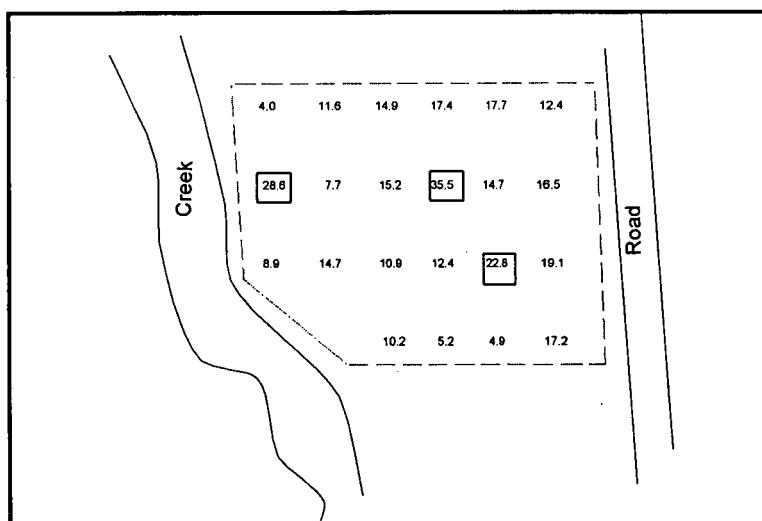 4.0 11.6 14.9 17.4 17.7 12.4
28.6 7.7 15.2 35.5 14.7 16.5
8.9 14.7 10.9 12.4 22.8 19.1
10.2 5.2 4.9 17.2
Creek
Road